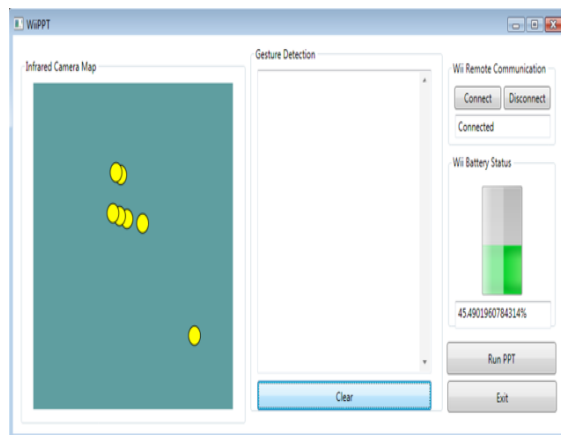 WiiPPT
Infrared Camera Map
Gesture Detection
Clear
Wii Remote Communication
Connect Disconnect
Connected
Wii Battery Status
45.4901960784314%
Run PPT
Exit